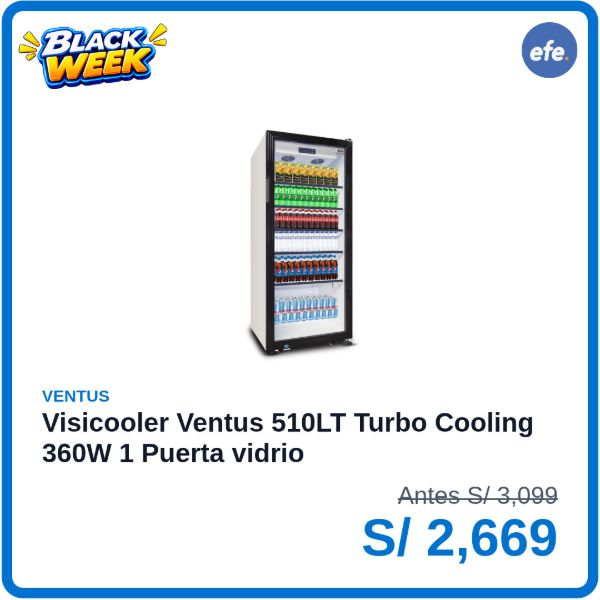 BLACK
WEEK
efe.
VENTUS
Visicooler Ventus 510LT Turbo Cooling
360W 1 Puerta vidrio
Antes S/ 3,099
S/ 2,669